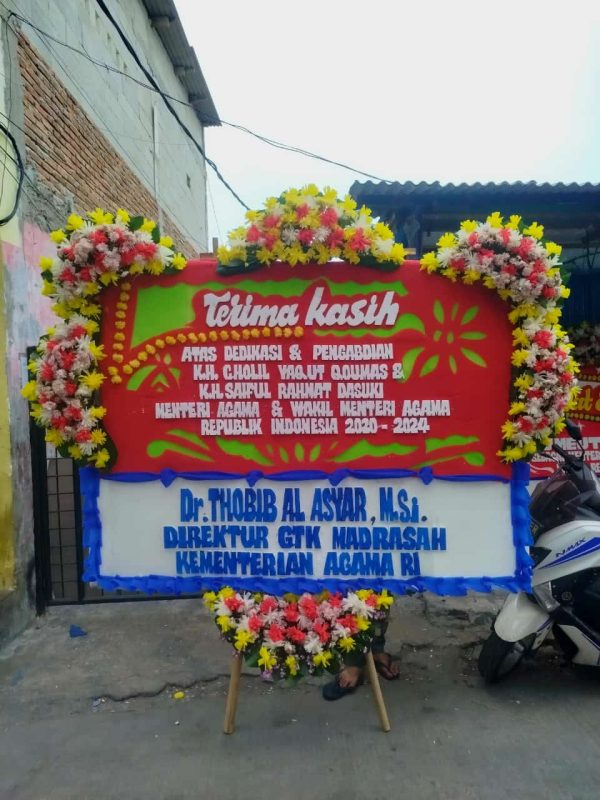 Terima kasih
ATAS DEDIKASI & PENGABDIAN
K.H. CHOLIL YAQUT QOUMAS &
K.H. SAIFUL RAHMAT DASUKI
MENTERI AGAMA & WAKIL MENTERI AGAMA
REPUBLIK INDONESIA 2020 - 2024
Dr. THOBIB AL ASYAR, M.Si.
DIREKTUR GTK MADRASAH
KEMENTERIAN AGAMA RI
NMAX